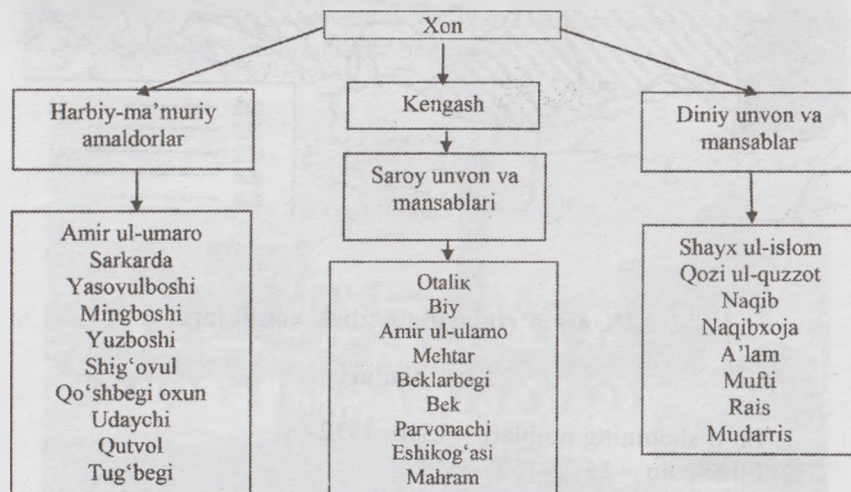 Xon
Harbiy-ma’muriy
amaldorlar
Kengash
Diniy unvon va
mansablar
Saroy unvon va
mansablari
Amir ul-umaro
Sarkarda
Yasovulboshi
Mingboshi
Yuzboshi
Shig‘ovul
Qo‘shbegi oxun
Udaychi
Qutvol
Tug‘begi
Otaliк
Biy
Amir ul-ulamo
Mehtar
Beklarbegi
Bek
Parvonachi
Eshikog‘asi
Mahram
Shayx ul-islom
Qozi ul-quzzot
Naqib
Naqibxoja
A’lam
Mufti
Rais
Mudarris